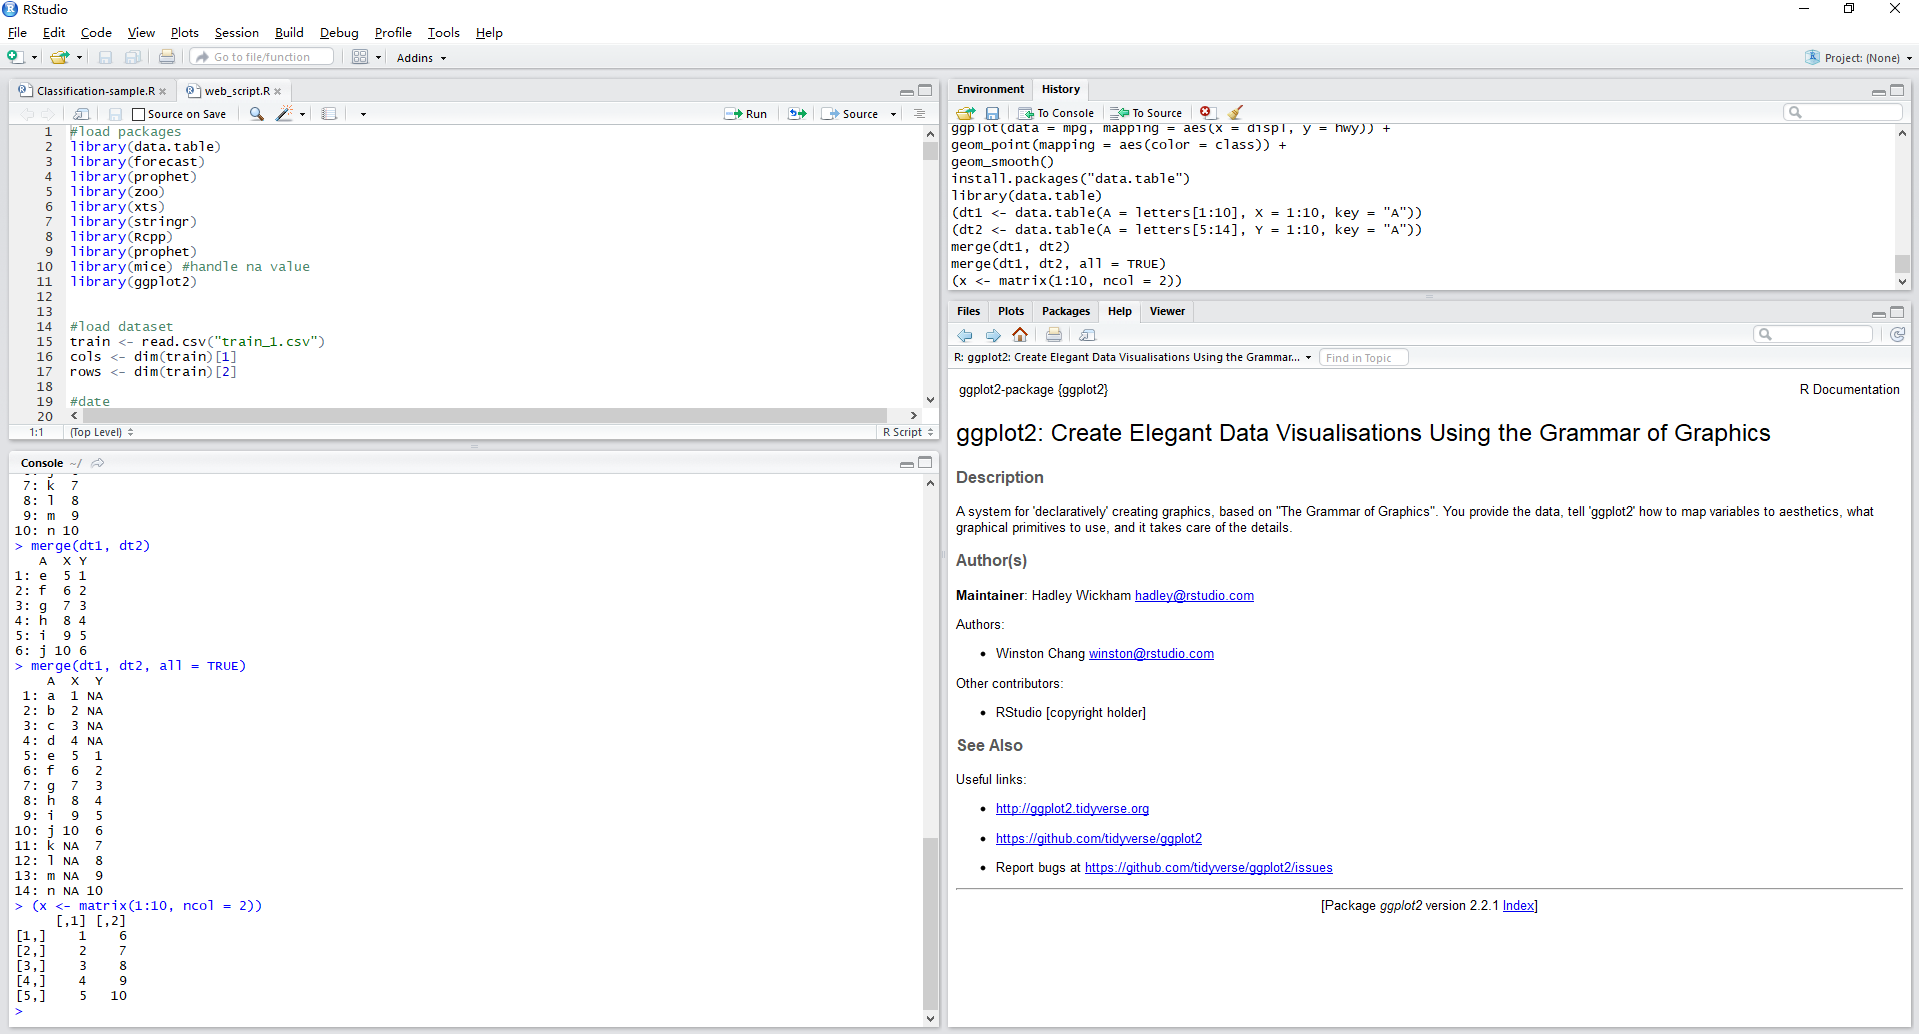 RStudio
File Edit Code View Plots Session Build Debug Profile Tools Help
Go to file/function Addins Project: (None)
Classification-sample.R web_script.R
Source on Save Run Source
1 #load packages
2 library(data.table)
3 library(forecast)
4 library(prophet)
5 library(zoo)
6 library(xts)
7 library(stringr)
8 library(Rcpp)
9 library(prophet)
10 library(mice) #handle na value
11 library(ggplot2)
12
13
14 #load dataset
15 train <- read.csv("train_1.csv")
16 cols <- dim(train)[1]
17 rows <- dim(train)[2]
18
19 #date
20
1:1 (Top Level) R Script
Console ~/
7: k 7
8: l 8
9: m 9
10: n 10
> merge(dt1, dt2)
A X Y
1: e 5 1
2: f 6 2
3: g 7 3
4: h 8 4
5: i 9 5
6: j 10 6
> merge(dt1, dt2, all = TRUE)
A X Y
1: a 1 NA
2: b 2 NA
3: c 3 NA
4: d 4 NA
5: e 5 1
6: f 6 2
7: g 7 3
8: h 8 4
9: i 9 5
10: j 10 6
11: k NA 7
12: l NA 8
13: m NA 9
14: n NA 10
> (x <- matrix(1:10, ncol = 2))
[,1] [,2]
[1,] 1 6
[2,] 2 7
[3,] 3 8
[4,] 4 9
[5,] 5 10
>
Environment History
To Console To Source
ggplot(data = mpg, mapping = aes(x = displ, y = hwy)) +
geom_point(mapping = aes(color = class)) +
geom_smooth()
install.packages("data.table")
library(data.table)
(dt1 <- data.table(A = letters[1:10], X = 1:10, key = "A"))
(dt2 <- data.table(A = letters[5:14], Y = 1:10, key = "A"))
merge(dt1, dt2)
merge(dt1, dt2, all = TRUE)
(x <- matrix(1:10, ncol = 2))
Files Plots Packages Help Viewer
R: ggplot2: Create Elegant Data Visualisations Using the Grammar... Find in Topic
ggplot2-package {ggplot2} R Documentation
ggplot2: Create Elegant Data Visualisations Using the Grammar of Graphics
Description
A system for 'declaratively' creating graphics, based on "The Grammar of Graphics". You provide the data, tell 'ggplot2' how to map variables to aesthetics, what
graphical primitives to use, and it takes care of the details.
Author(s)
Maintainer: Hadley Wickham hadley@rstudio.com
Authors:
• Winston Chang winston@rstudio.com
Other contributors:
• RStudio [copyright holder]
See Also
Useful links:
• http://ggplot2.tidyverse.org
• https://github.com/tidyverse/ggplot2
• Report bugs at https://github.com/tidyverse/ggplot2/issues
[Package ggplot2 version 2.2.1 Index]